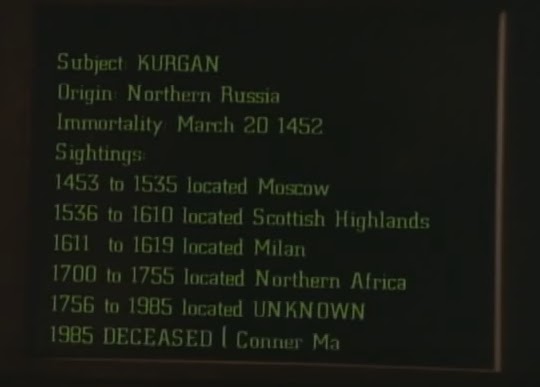 Subject: KURGAN
Origin: Northern Russia
Immortality: March 20 1452
Sightings:
1453 to 1535 located Moscow
1536 to 1610 located Scottish Highlands
1611 to 1619 located Milan
1700 to 1755 located Northern Africa
1756 to 1985 located UNKNOWN
1985 DECEASED | Conner Ma